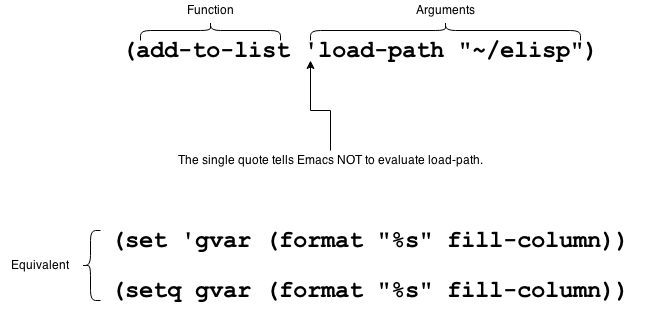 Function Arguments
(add-to-list 'load-path "~/elisp")
The single quote tells Emacs NOT to evaluate load-path.
(set 'gvar (format "%s" fill-column))
Equivalent
(setq gvar (format "%s" fill-column))